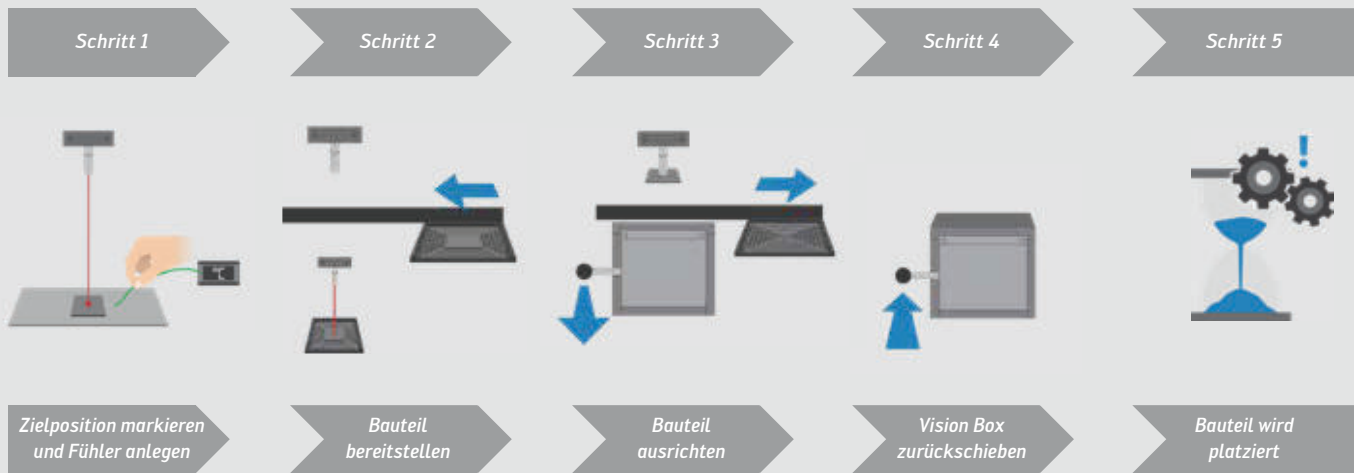 Schritt 1
Schritt 2
Schritt 3
Schritt 4
Schritt 5
Zielposition markieren
und Fühler anlegen
Bauteil
bereitstellen
Bauteil
ausrichten
Vision Box
zurückschieben
Bauteil wird
platziert